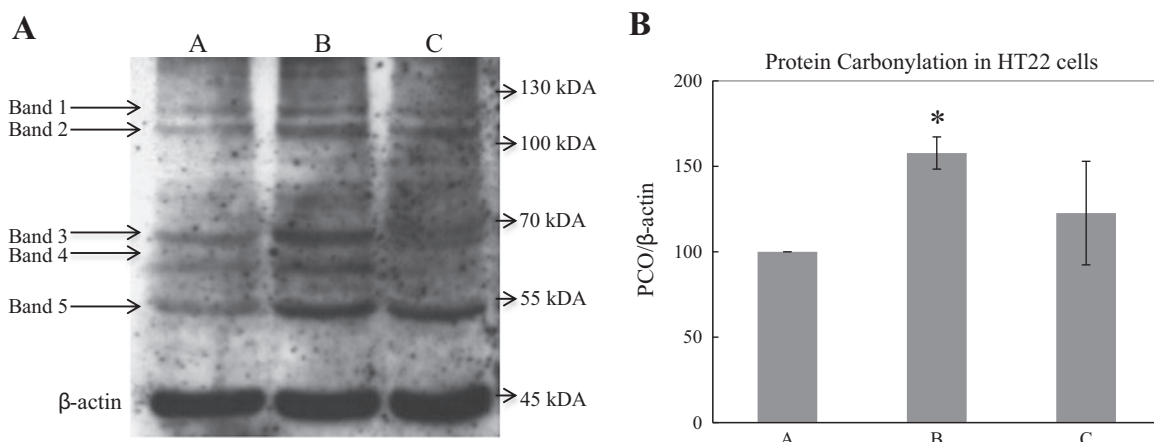 A
A B C
Band 1
Band 2
Band 3
Band 4
Band 5
β-actin
130 kDA
100 kDA
70 kDA
55 kDA
45 kDA
B
Protein Carbonylation in HT22 cells
PCO/β-actin
200
150
100
50
0
*
A B C